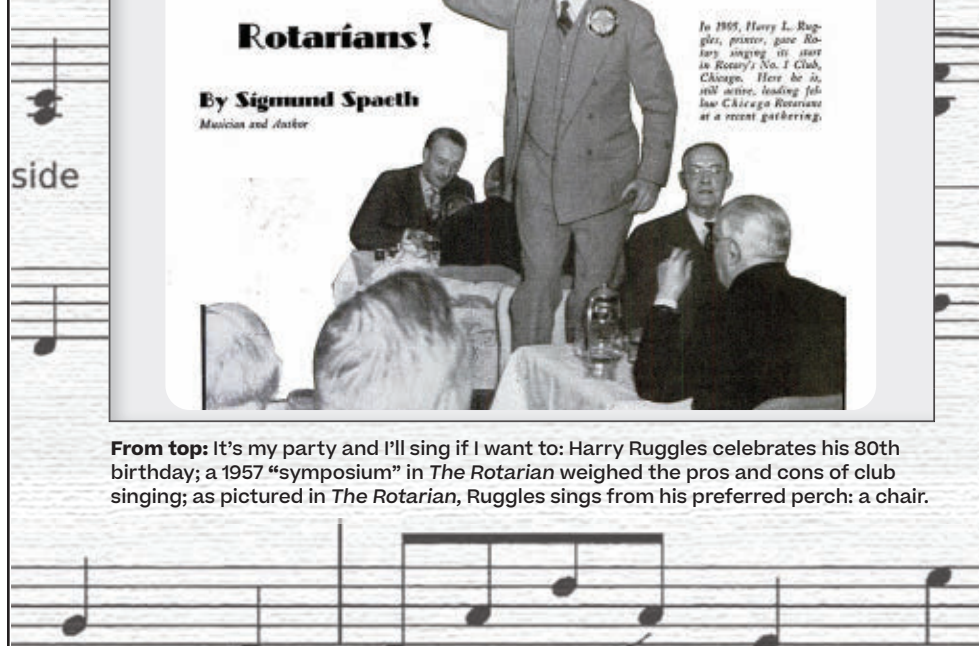 Rotarians!
By Sigmund Spaeth
Musician and Author
In 1905, Harry L. Rug-
gles, printer, gave Ro-
tary singing its start
in Rotary's No. 1 Club,
Chicago. Here he is,
still active, leading fel-
low Chicago Rotarians
at a recent gathering.
side
From top: It’s my party and I’ll sing if I want to: Harry Ruggles celebrates his 80th
birthday; a 1957 “symposium” in The Rotarian weighed the pros and cons of club
singing; as pictured in The Rotarian, Ruggles sings from his preferred perch: a chair.